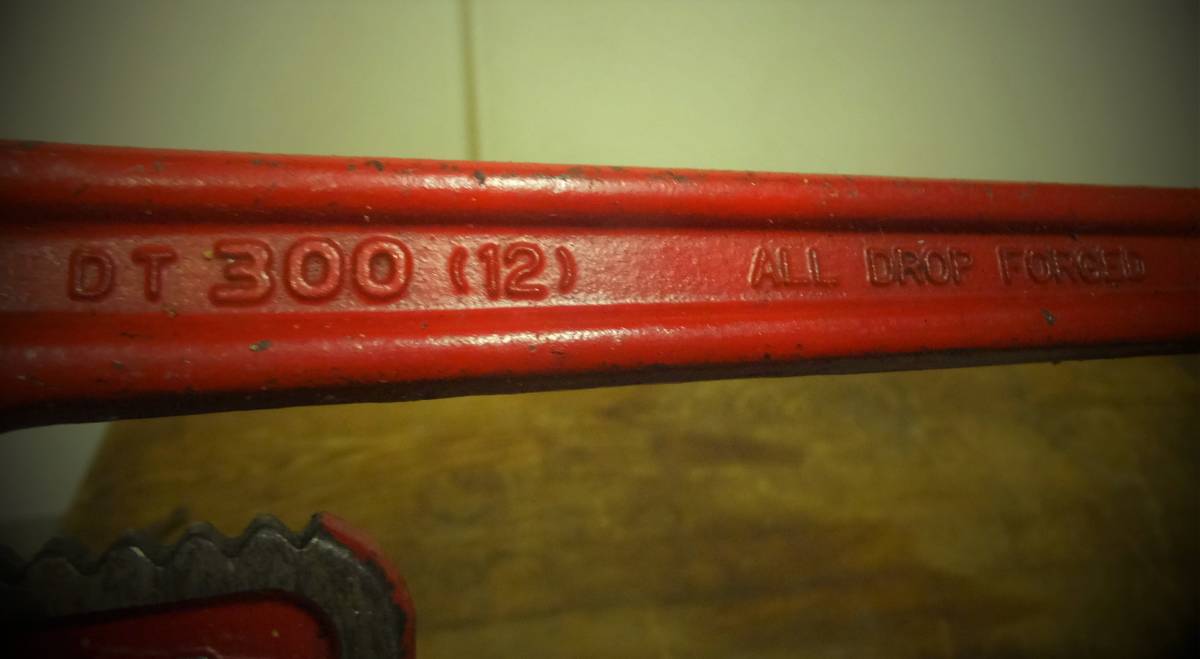 DT 300 (12) ALL DROP FORGED